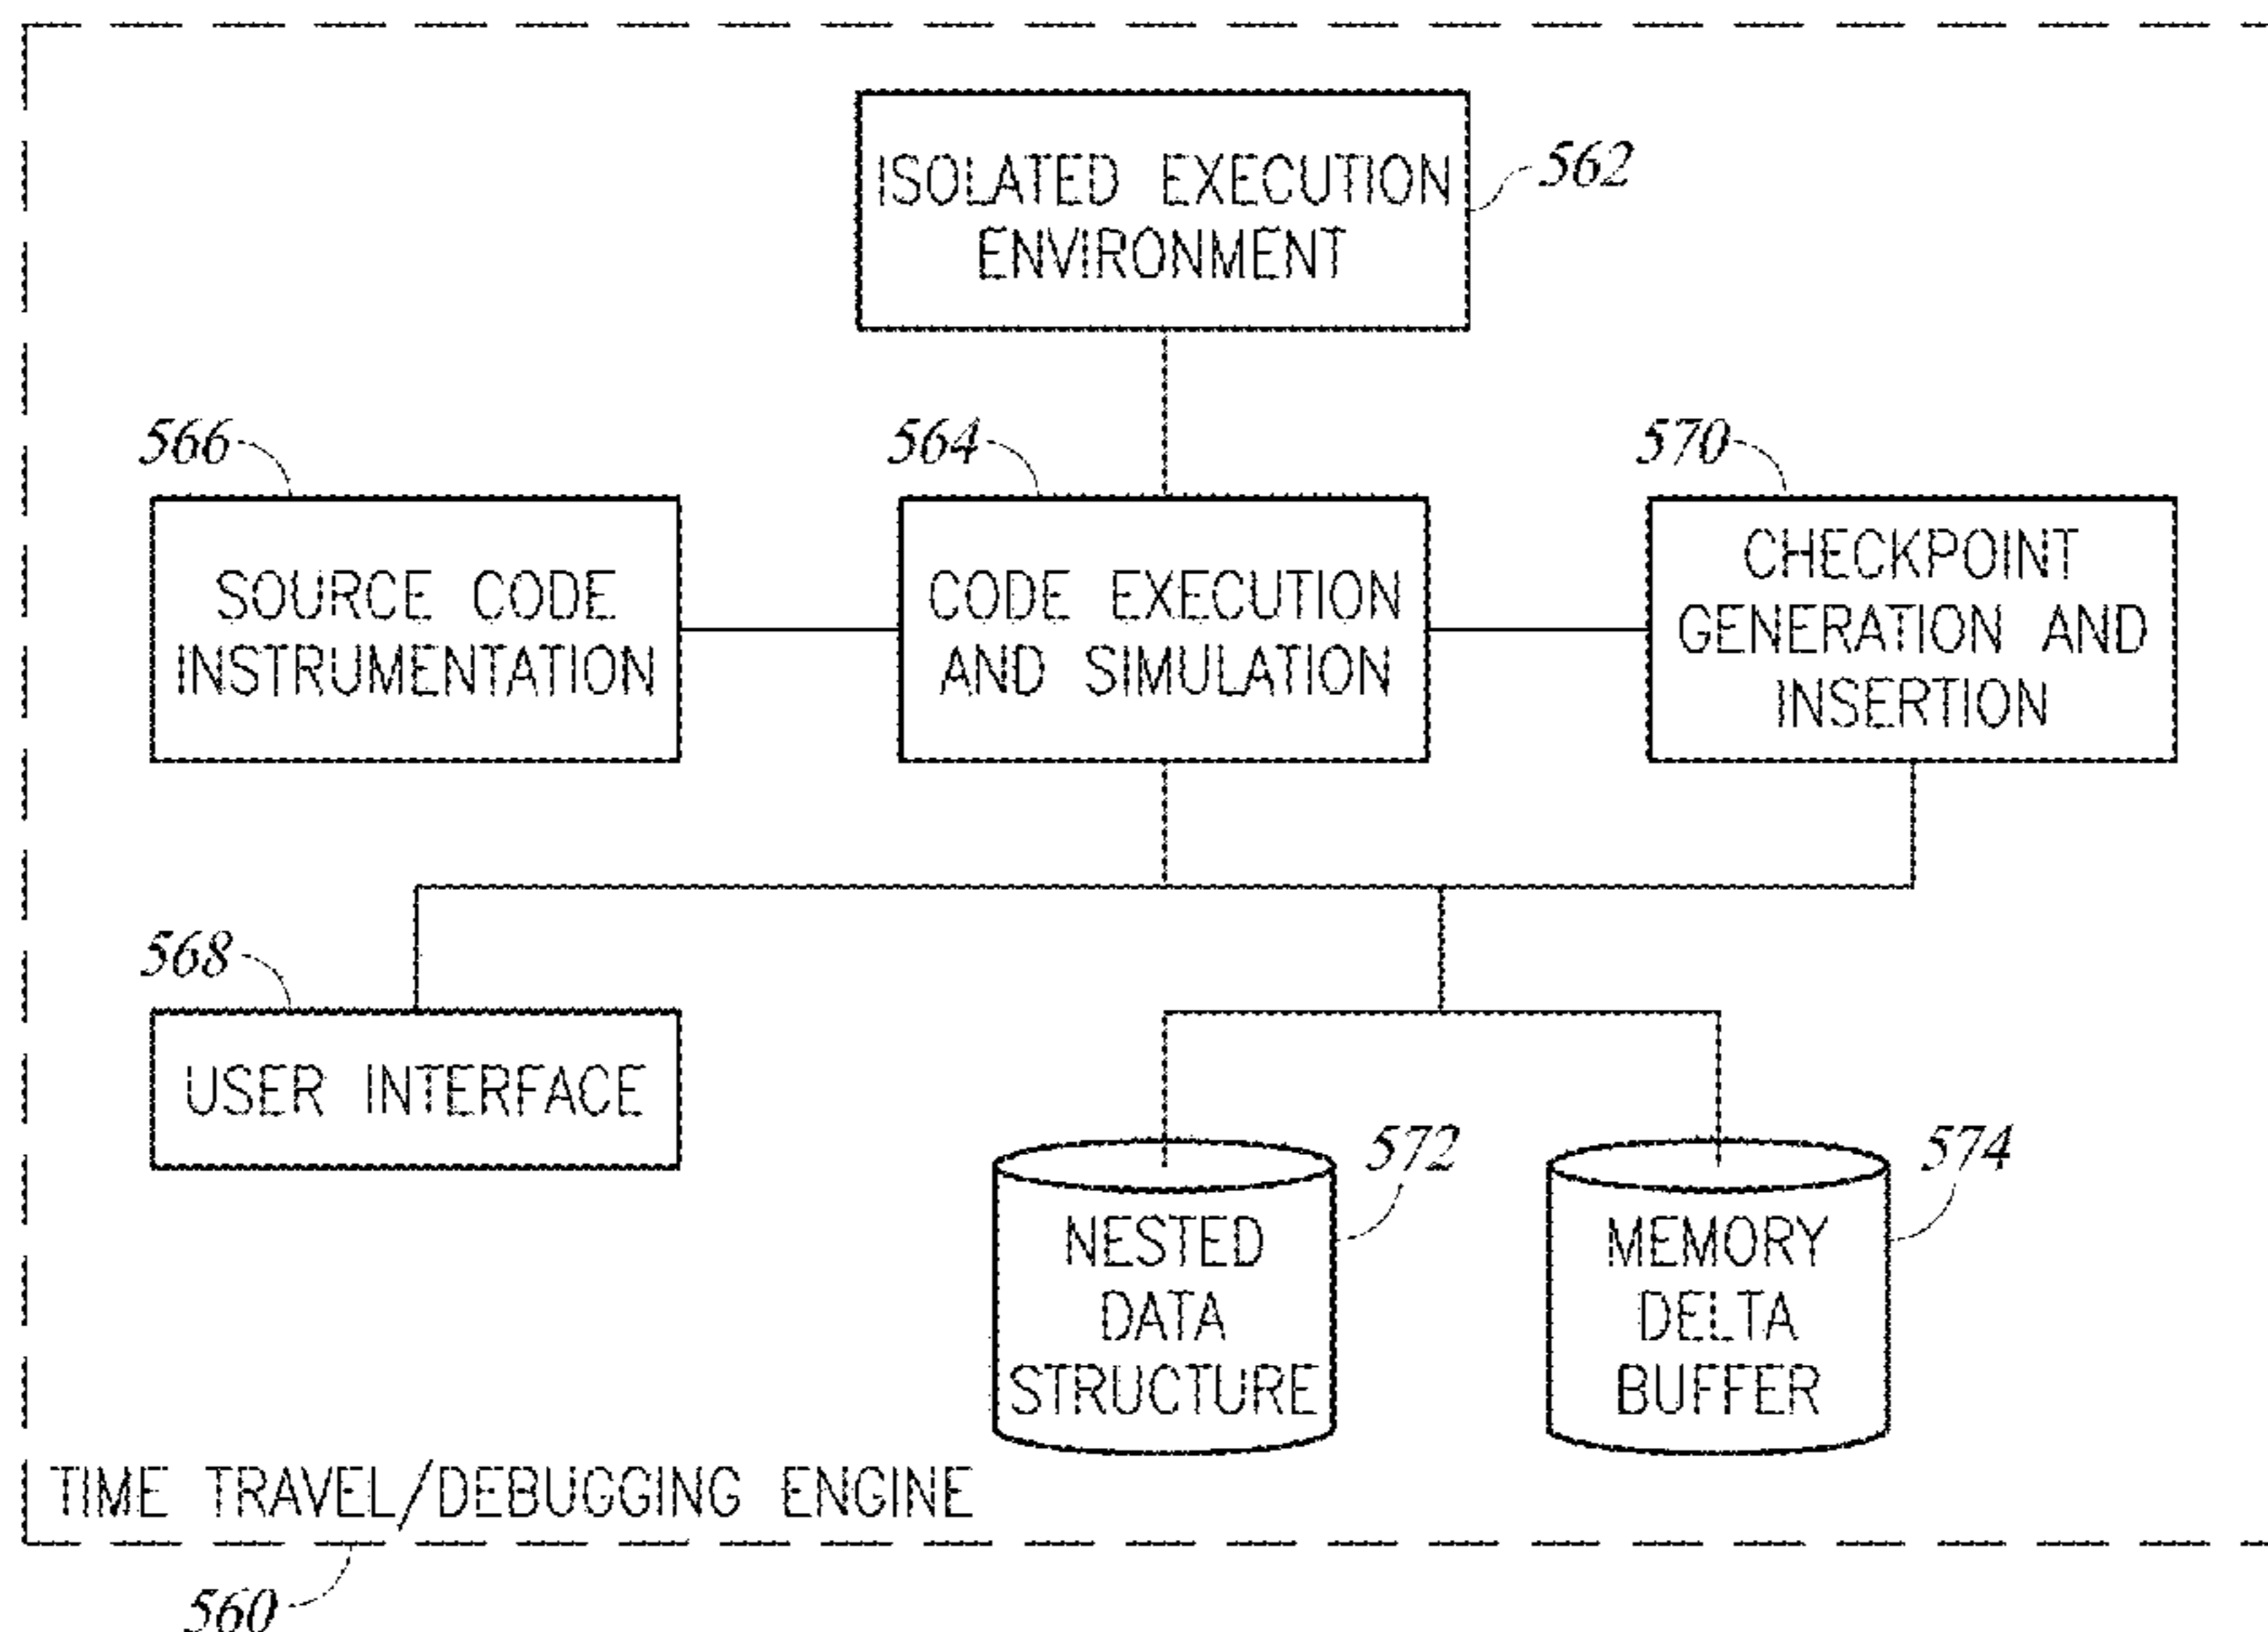 ISOLATED EXECUTION
ENVIRONMENT
562
566
564
570
SOURCE CODE
INSTRUMENTATION
CODE EXECUTION
AND SIMULATION
CHECKPOINT
GENERATION AND
INSERTION
568
USER INTERFACE
572
574
NESTED
DATA
STRUCTURE
MEMORY
DELTA
BUFFER
TIME TRAVEL/DEBUGGING ENGINE
560